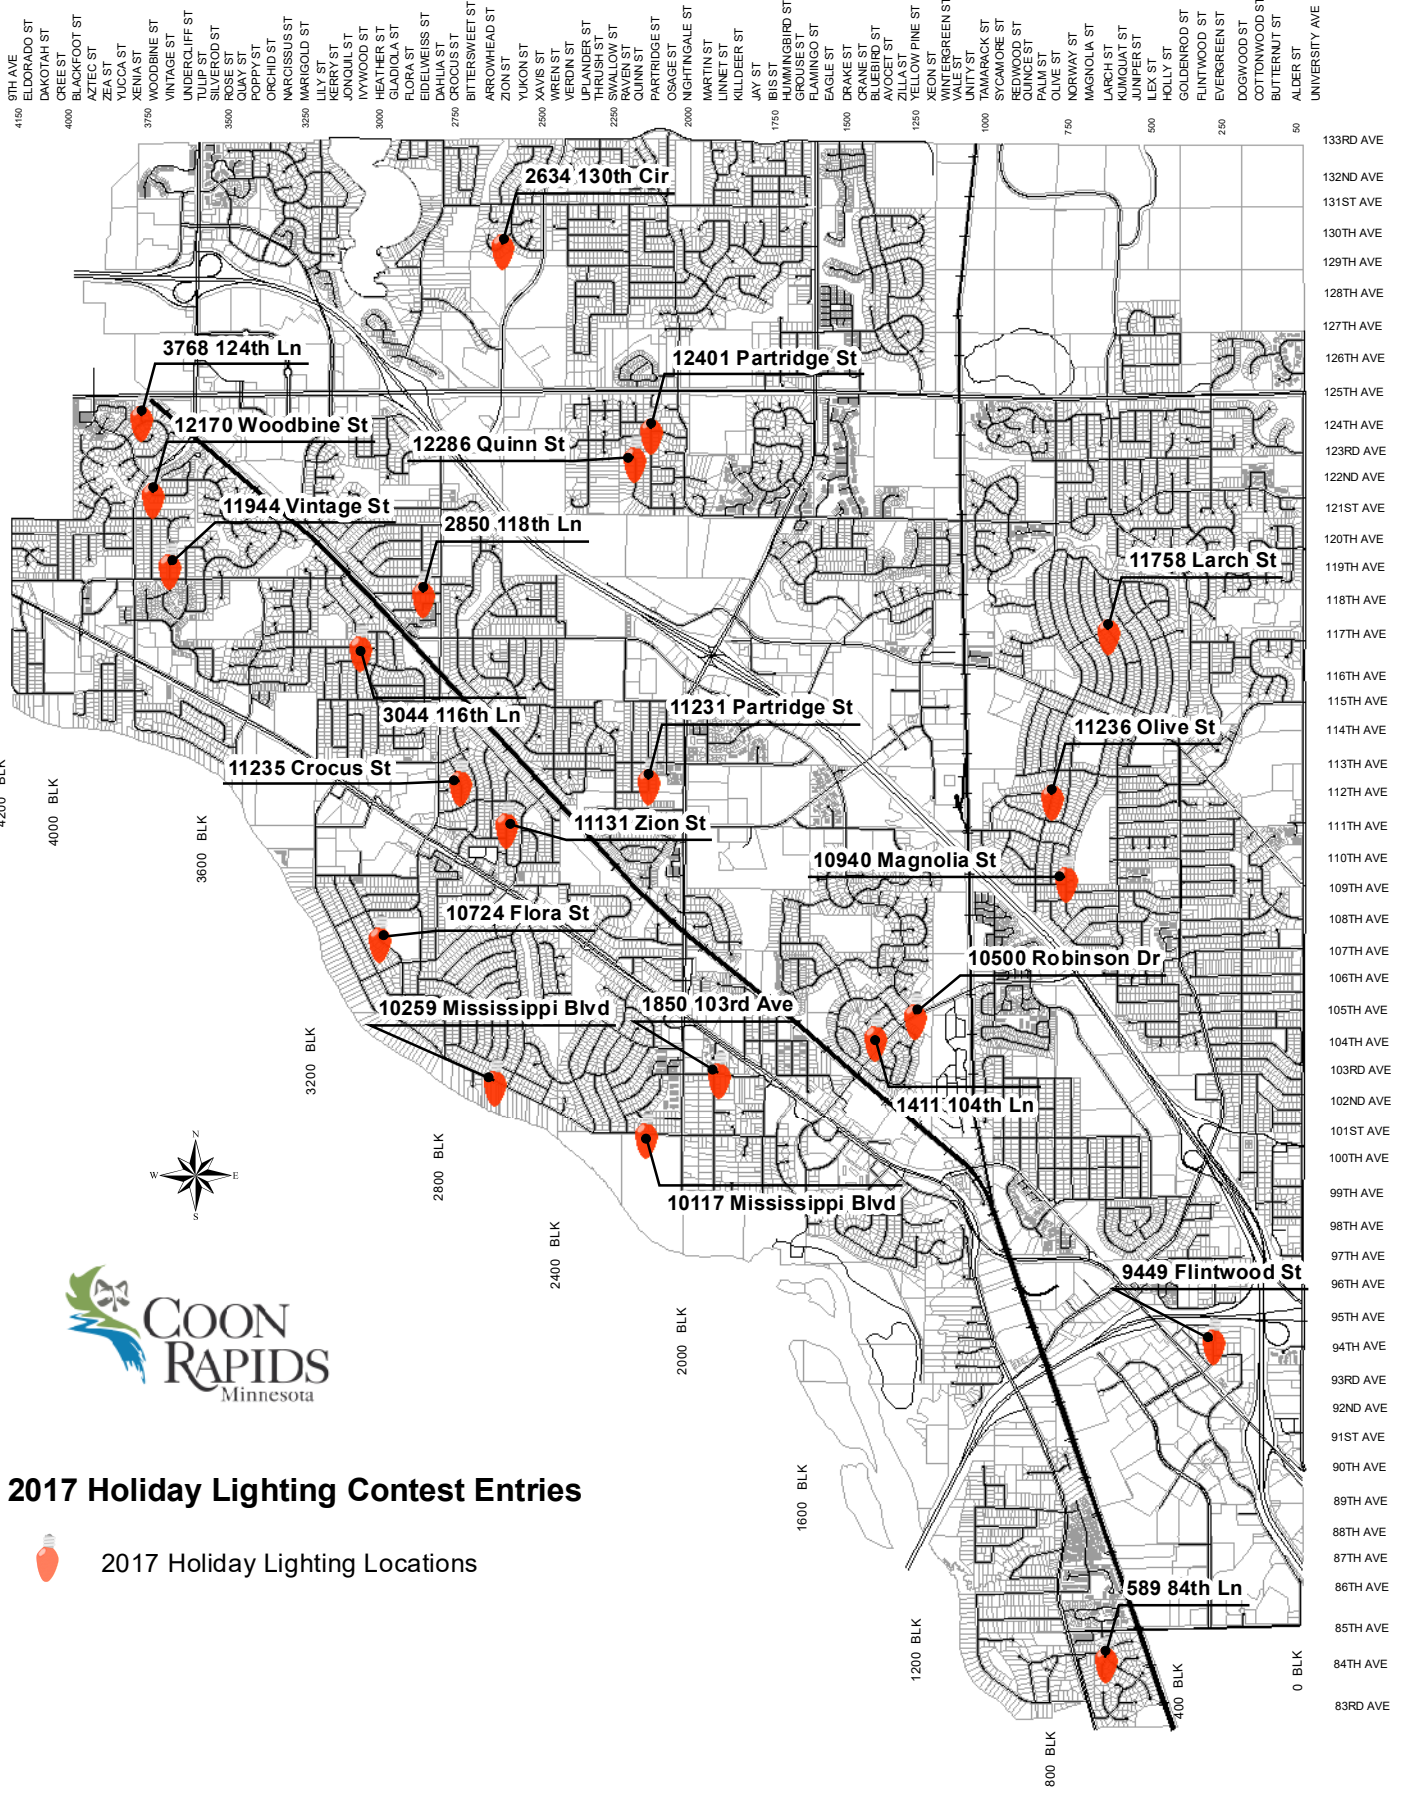 9TH AVE
ELDORADO ST
DAKOTAH ST
CREE ST
BLACKFOOT ST
AZTEC ST
ZEA ST
YUCCA ST
XENIA ST
WOODBINE ST
VINTAGE ST
UNDERCLIFF ST
TULIP ST
SILVEROD ST
ROSE ST
QUAY ST
POPPY ST
ORCHID ST
NARCISSUS ST
MARIGOLD ST
LILY ST
KERRY ST
JONQUIL ST
IVYWOOD ST
HEATHER ST
GLADIOLA ST
FLORA ST
EIDELWEISS ST
DAHLIA ST
CROCUS ST
BITTERSWEET ST
ARROWHEAD ST
ZION ST
YUKON ST
XAVIS ST
WREN ST
VERDIN ST
UPLANDER ST
THRUSH ST
SWALLOW ST
RAVEN ST
QUINN ST
PARTRIDGE ST
OSAGE ST
NIGHTINGALE ST
MARTIN ST
LINNET ST
KILLDEER ST
JAY ST
IBIS ST
HUMMINGBIRD ST
GROUSE ST
FLAMINGO ST
EAGLE ST
DRAKE ST
CRANE ST
BLUEBIRD ST
AVOCET ST
ZILLA ST
YELLOW PINE ST
XEON ST
WINTERGREEN ST
VALE ST
UNITY ST
TAMARACK ST
SYCAMORE ST
REDWOOD ST
QUINCE ST
PALM ST
OLIVE ST
NORWAY ST
MAGNOLIA ST
LARCH ST
KUMQUAT ST
JUNIPER ST
ILEX ST
HOLLY ST
GOLDENROD ST
FLINTWOOD ST
EVERGREEN ST
DOGWOOD ST
COTTONWOOD ST
BUTTERNUT ST
ALDER ST
UNIVERSITY AVE
4150
4000
3750
3500
3250
3000
2750
2500
2250
2000
1750
1500
1250
1000
750
500
250
50
133RD AVE
132ND AVE
131ST AVE
130TH AVE
129TH AVE
128TH AVE
127TH AVE
126TH AVE
125TH AVE
124TH AVE
123RD AVE
122ND AVE
121ST AVE
120TH AVE
119TH AVE
118TH AVE
117TH AVE
116TH AVE
115TH AVE
114TH AVE
113TH AVE
112TH AVE
111TH AVE
110TH AVE
109TH AVE
108TH AVE
107TH AVE
106TH AVE
105TH AVE
104TH AVE
103RD AVE
102ND AVE
101ST AVE
100TH AVE
99TH AVE
98TH AVE
97TH AVE
96TH AVE
95TH AVE
94TH AVE
93RD AVE
92ND AVE
91ST AVE
90TH AVE
89TH AVE
88TH AVE
87TH AVE
86TH AVE
85TH AVE
84TH AVE
83RD AVE
2634 130th Cir
3768 124th Ln
12401 Partridge St
12170 Woodbine St
12286 Quinn St
11944 Vintage St
2850 118th Ln
11758 Larch St
3044 116th Ln
11231 Partridge St
11236 Olive St
11235 Crocus St
11131 Zion St
10940 Magnolia St
10724 Flora St
10500 Robinson Dr
10259 Mississippi Blvd
1850 103rd Ave
1411 104th Ln
10117 Mississippi Blvd
9449 Flintwood St
589 84th Ln
4200 BLK
4000 BLK
3600 BLK
3200 BLK
2800 BLK
2400 BLK
2000 BLK
1600 BLK
1200 BLK
800 BLK
400 BLK
0 BLK
N
W
E
S
COON
RAPIDS
Minnesota
2017 Holiday Lighting Contest Entries
2017 Holiday Lighting Locations